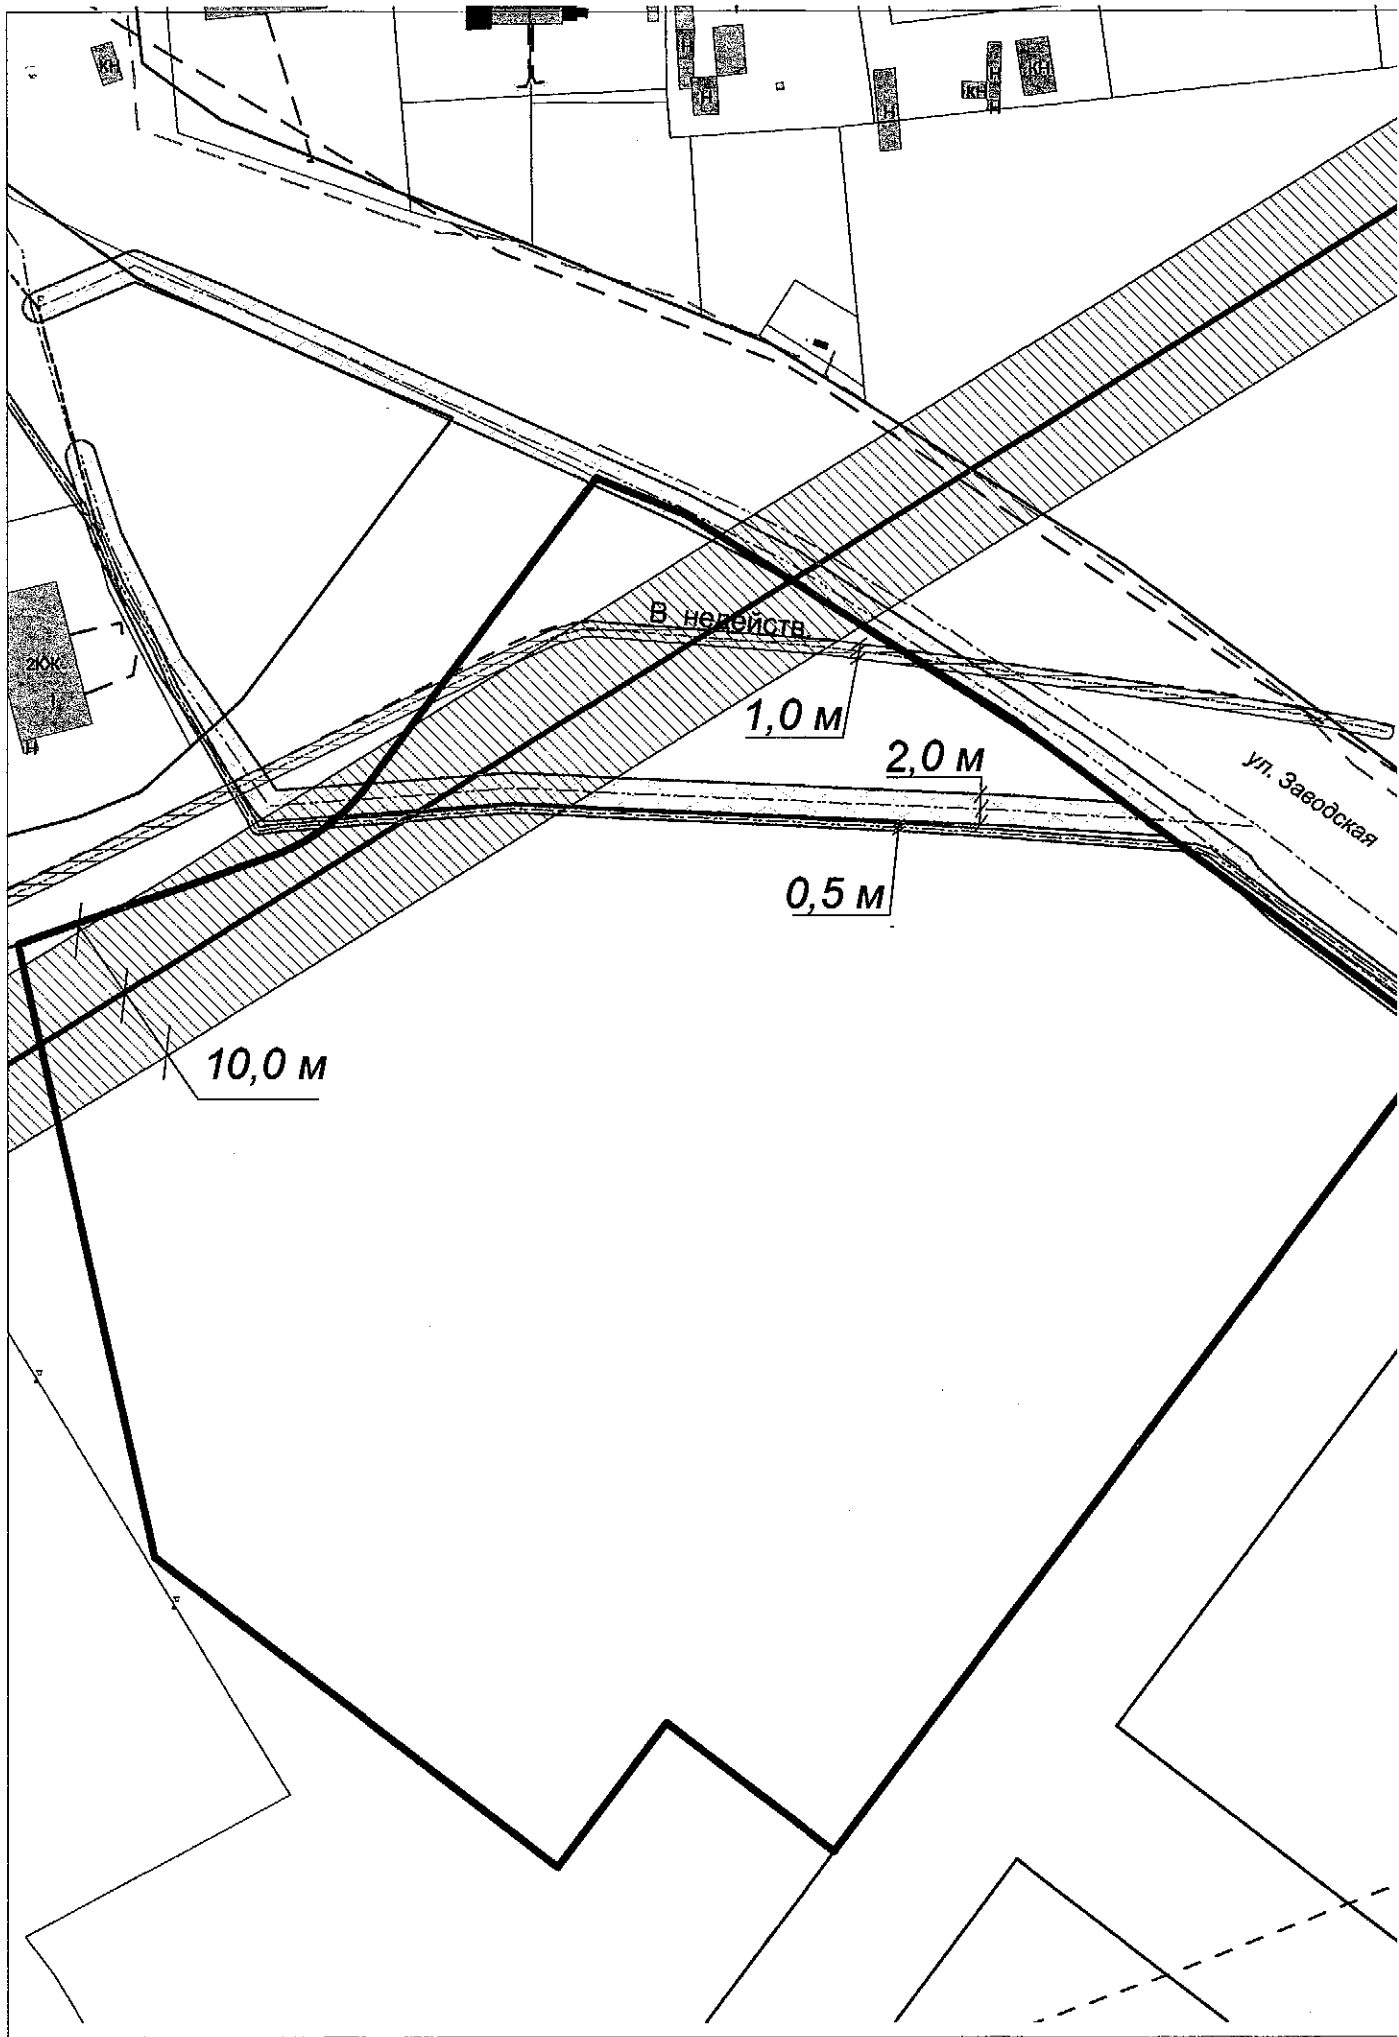 КН
Н
Н
Н
КН
Н
Н
КН
В недейств.
2КЖ
Н
1,0 м
2,0 м
ул. Заводская
0,5 м
10,0 м